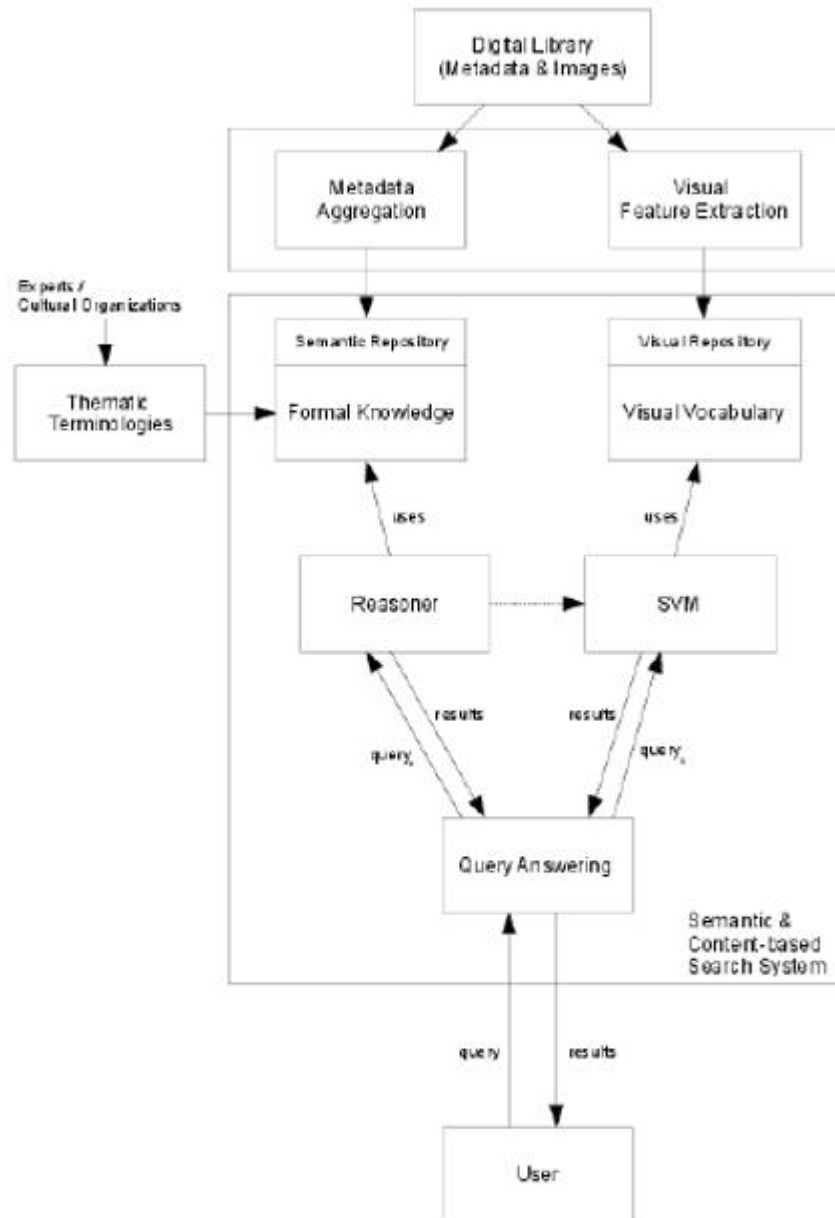 Digital Library
(Metadata & Images)
Metadata
Aggregation
Visual
Feature Extraction
Experts /
Cultural Organizations
Semantic Repository
Visual Repository
Thematic
Terminologies
Formal Knowledge
Visual Vocabulary
uses
uses
Reasoner
SVM
results
results
query
query
Query Answering
Semantic &
Content-based
Search System
query
results
User